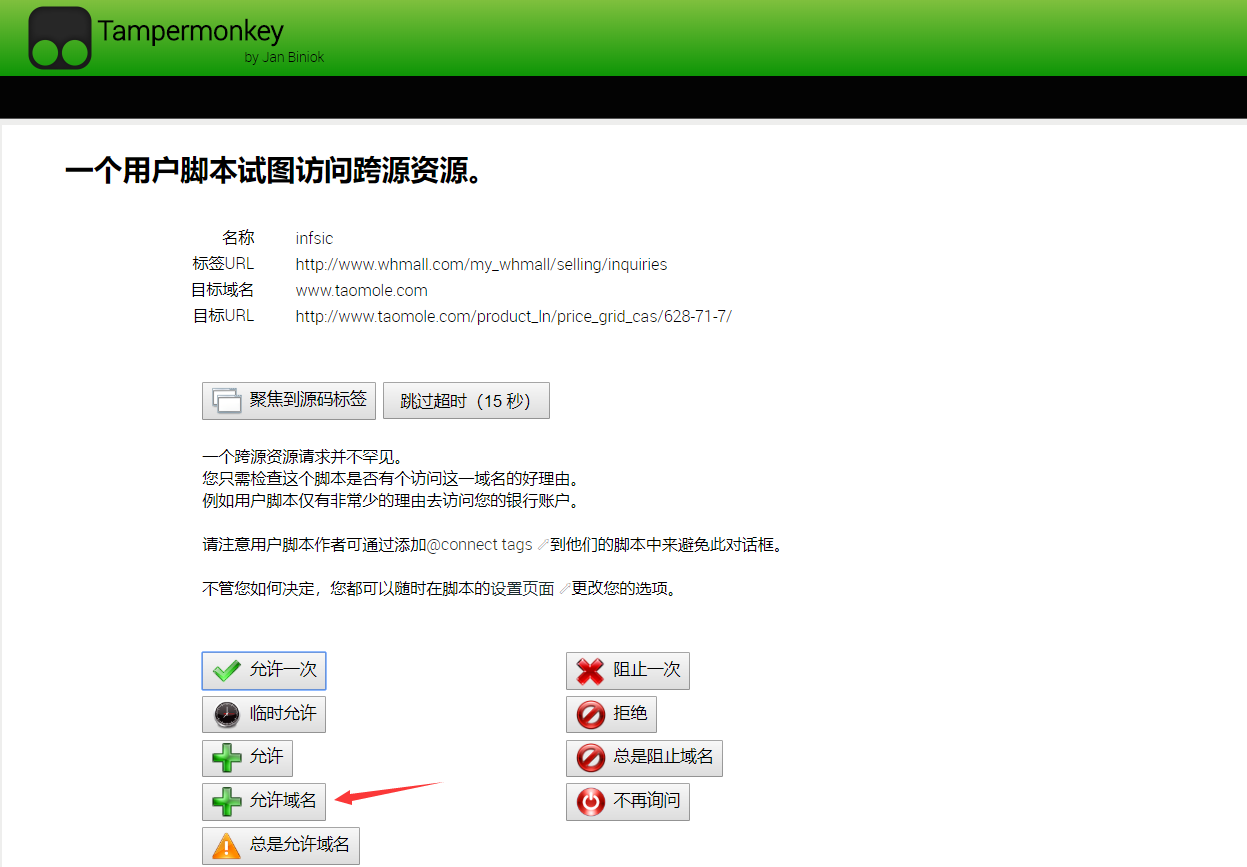 Tampermonkey
by Jan Biniok
一个用户脚本试图访问跨源资源。
名称 infsic
标签URL http://www.whmall.com/my_whmall/selling/inquiries
目标域名 www.taomole.com
目标URL http://www.taomole.com/product_ln/price_grid_cas/628-71-7/
聚焦到源码标签 跳过超时（15 秒）
一个跨源资源请求并不罕见。
您只需检查这个脚本是否有个访问这一域名的好理由。
例如用户脚本仅有非常少的理由去访问您的银行账户。
请注意用户脚本作者可通过添加@connect tags 到他们的脚本中来避免此对话框。
不管您如何决定，您都可以随时在脚本的设置页面 更改您的选项。
允许一次 阻止一次
临时允许 拒绝
允许 总是阻止域名
允许域名 不再询问
总是允许域名